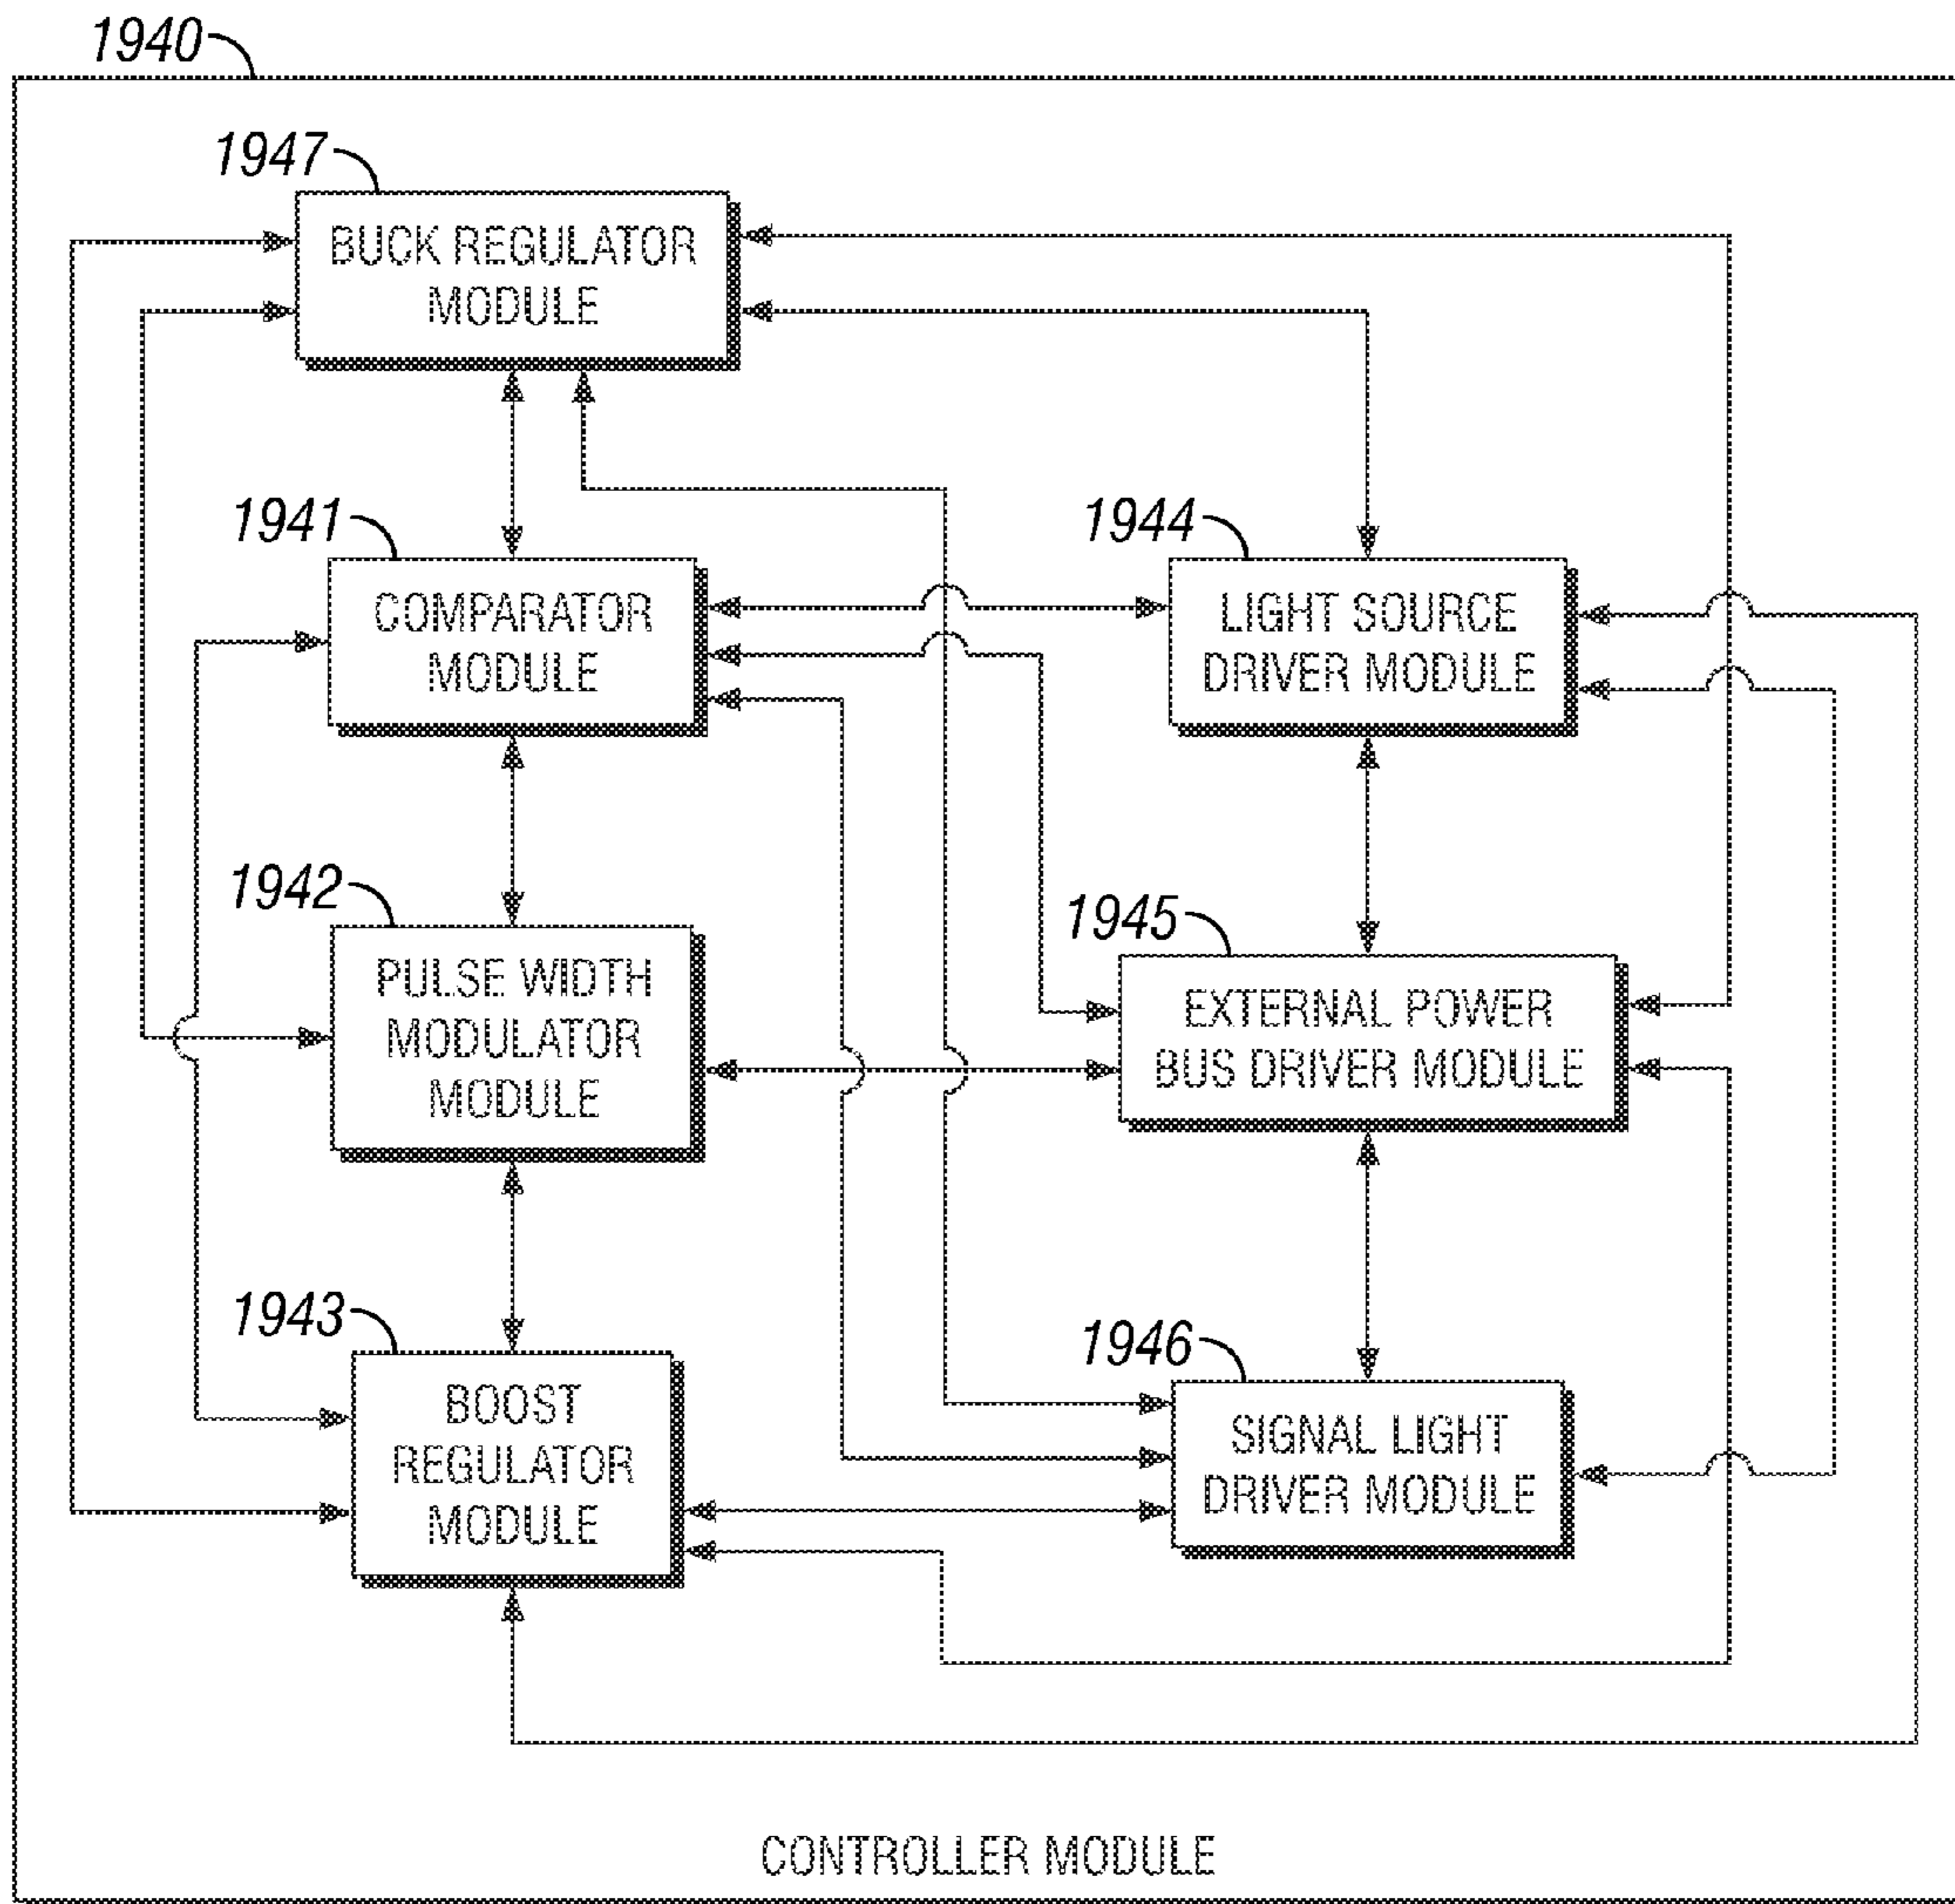 1940
1947
BUCK REGULATOR
MODULE
1941
COMPARATOR
MODULE
1944
LIGHT SOURCE
DRIVER MODULE
1942
PULSE WIDTH
MODULATOR
MODULE
1945
EXTERNAL POWER
BUS DRIVER MODULE
1943
BOOST
REGULATOR
MODULE
1946
SIGNAL LIGHT
DRIVER MODULE
CONTROLLER MODULE